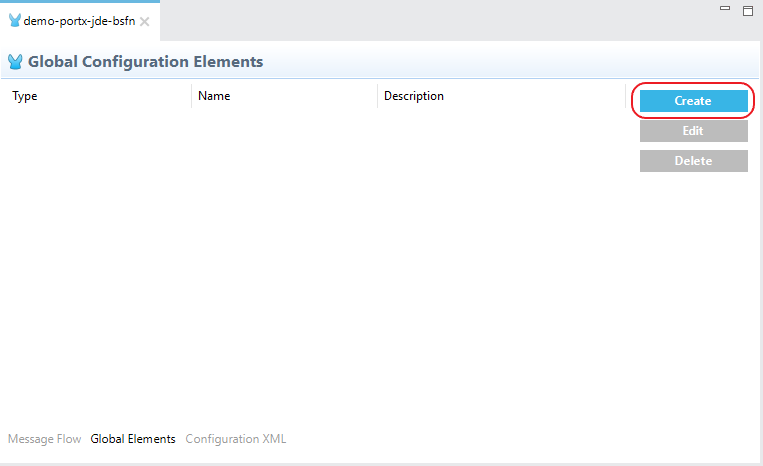 demo-portx-jde-bsfn
Global Configuration Elements
Type Name Description
Create
Edit
Delete
Message Flow Global Elements Configuration XML